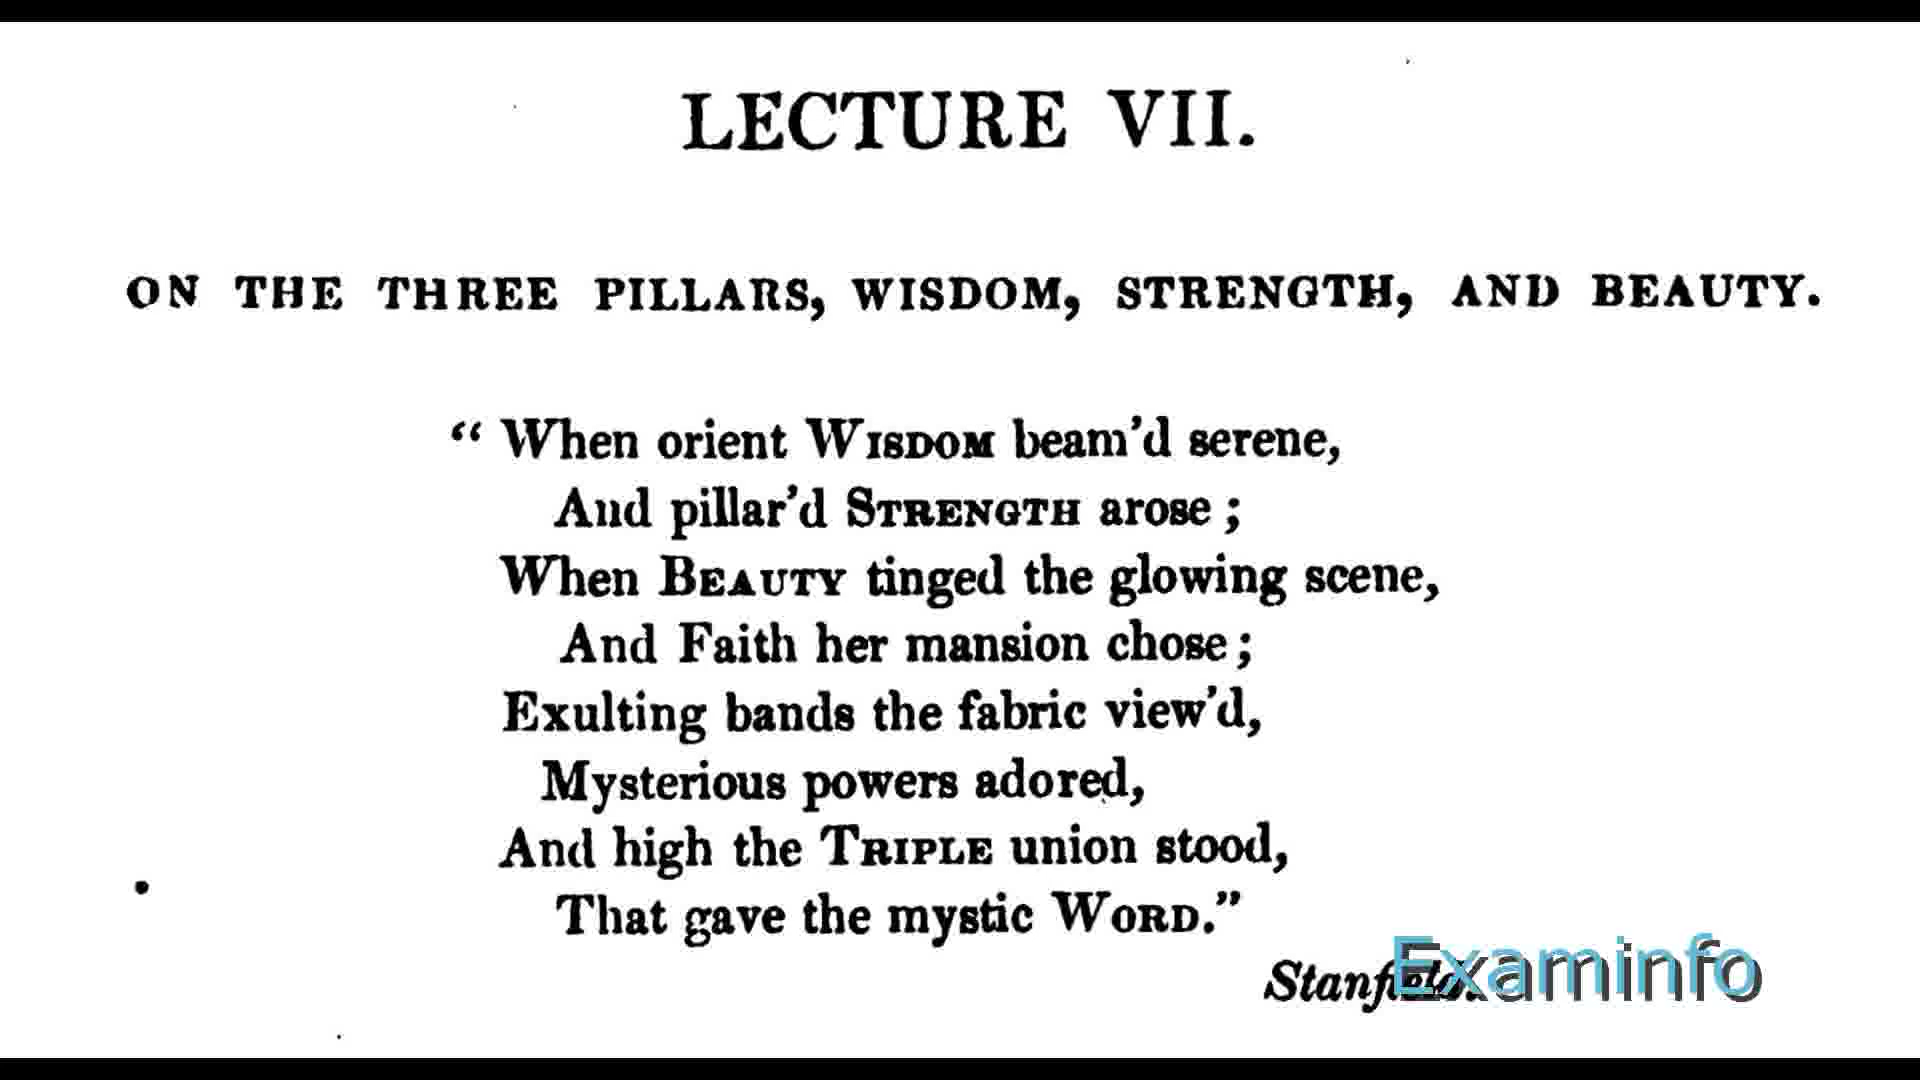 LECTURE VII.
ON THE THREE PILLARS, WISDOM, STRENGTH, AND BEAUTY.
“ When orient WISDOM beam’d serene,
And pillar’d STRENGTH arose ;
When BEAUTY tinged the glowing scene,
And Faith her mansion chose ;
Exulting bands the fabric view’d,
Mysterious powers adored,
And high the TRIPLE union stood,
That gave the mystic WORD.”
Stanfield.
Examinfo